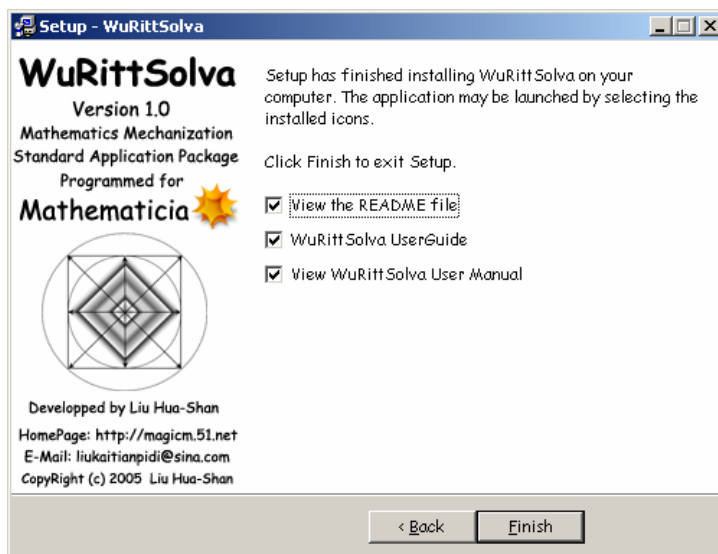 Setup - WuRittSolva
WuRittSolva
Version 1.0
Mathematics Mechanization
Standard Application Package
Programmed for
Mathematicia
Developped by Liu Hua-Shan
HomePage: http://magicm.51.net
E-Mail: liukaitianpidi@sina.com
CopyRight (c) 2005 Liu Hua-Shan
Setup has finished installing WuRittSolva on your
computer. The application may be launched by selecting the
installed icons.
Click Finish to exit Setup.
View the README file
WuRittSolva UserGuide
View WuRittSolva User Manual
< Back
Finish